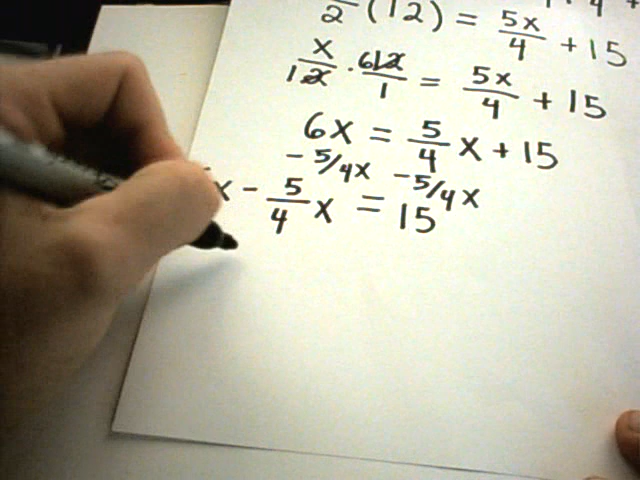 /2 (12) = 5x/4 + 15
x/12 · 612/1 = 5x/4 + 15
6x = 5/4 x + 15
- 5/4x - 5/4x
x - 5/4 x = 15